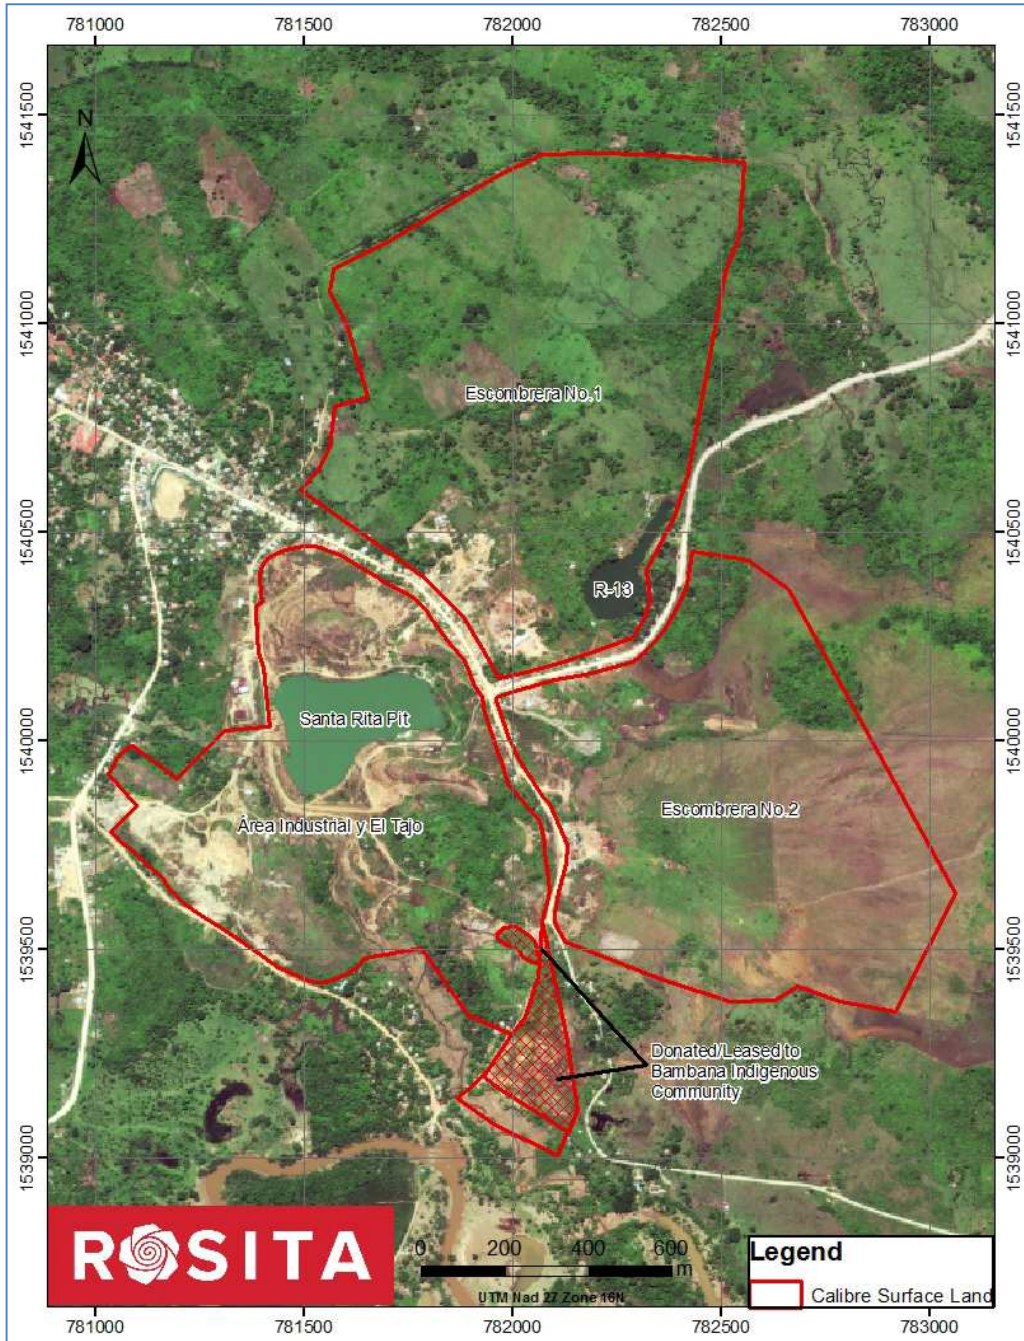 781000 781500 782000 782500 783000
1541500
1541500
N
1541000
1541000
Escombrera No.1
1540500
1540500
R-13
Santa Rita Pit
1540000
1540000
Escombrera No.2
Área Industrial y El Tajo
1539500
1539500
Donated/Leased to
Bambana Indigenous
Community
1539000
1539000
ROSITA
0 200 400 600
m
UTM Nad 27 Zone 16N
Legend
Calibre Surface Land
781000 781500 782000 782500 783000